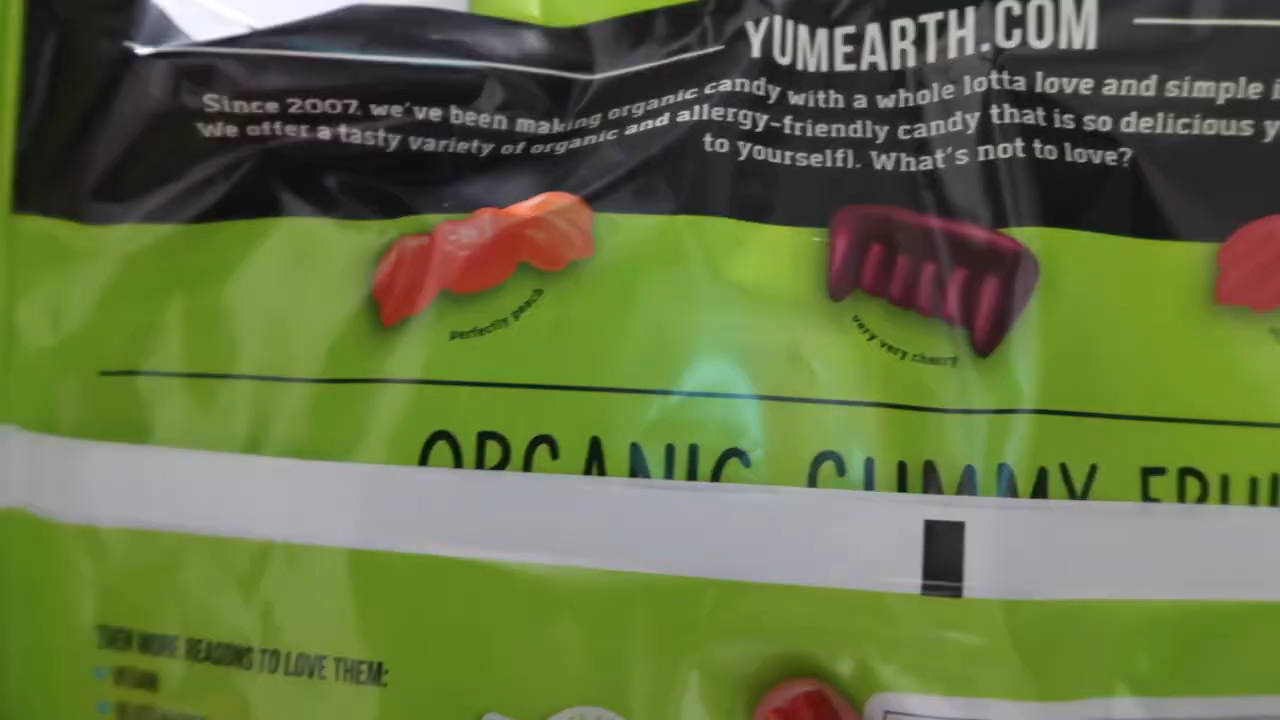 YUMEARTH.COM
Since 2007, we've been making organic candy with a whole lotta love and simple
We offer a tasty variety of organic and allergy-friendly candy that is so delicious
to yourself!. What's not to love?
perfectly peach
very very cherry
ORGANIC GUMMY
EVEN MORE REASONS TO LOVE THEM:
VEGAN